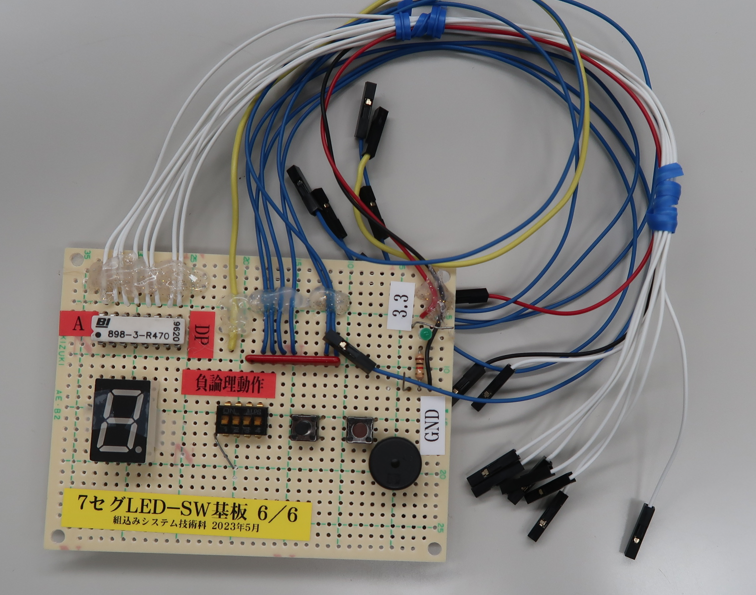 3.3
A
BI
898-3-R470
9620
DP
負論理動作
GND
7セグLED-SW基板 6/6
組込みシステム技術科 2023年5月